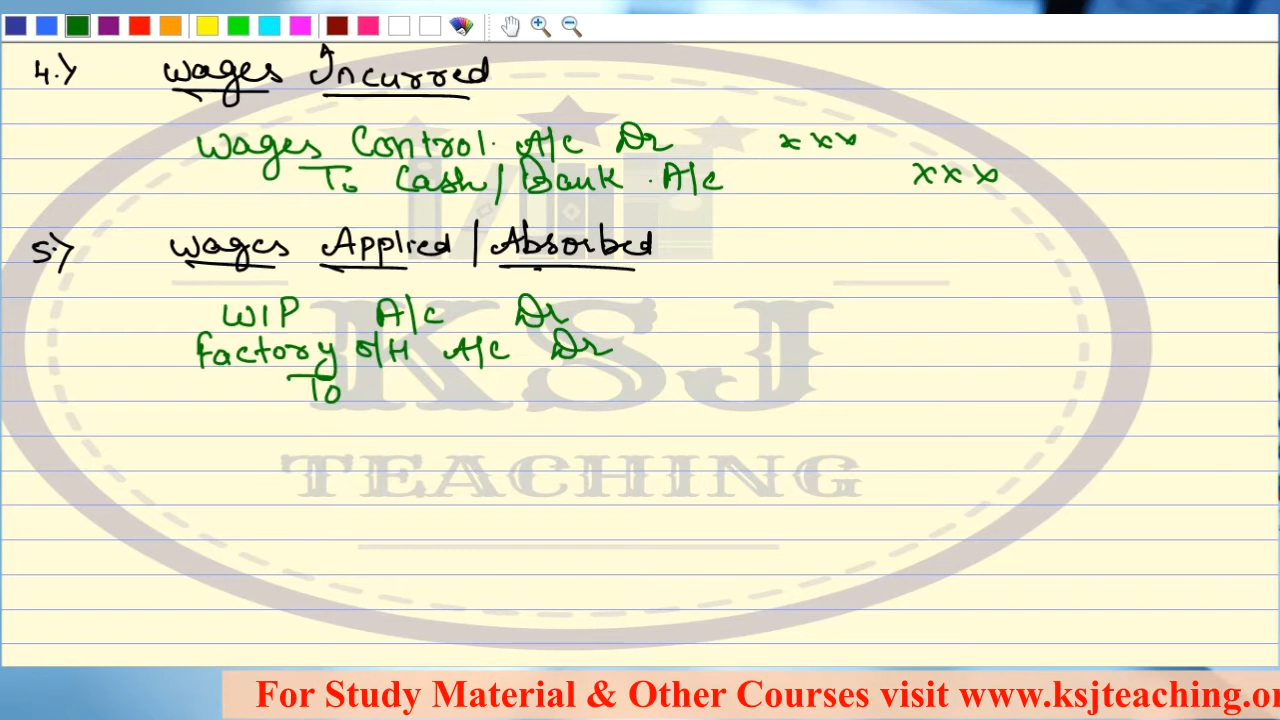 4.) Wages Incurred
Wages Control A/c Dr xxx
To Cash/Bank A/c xxx
5.) Wages Applied / Absorbed
WIP A/c Dr
Factory O/H A/c Dr
To
KSJ
TEACHING
For Study Material & Other Courses visit www.ksjteaching.or